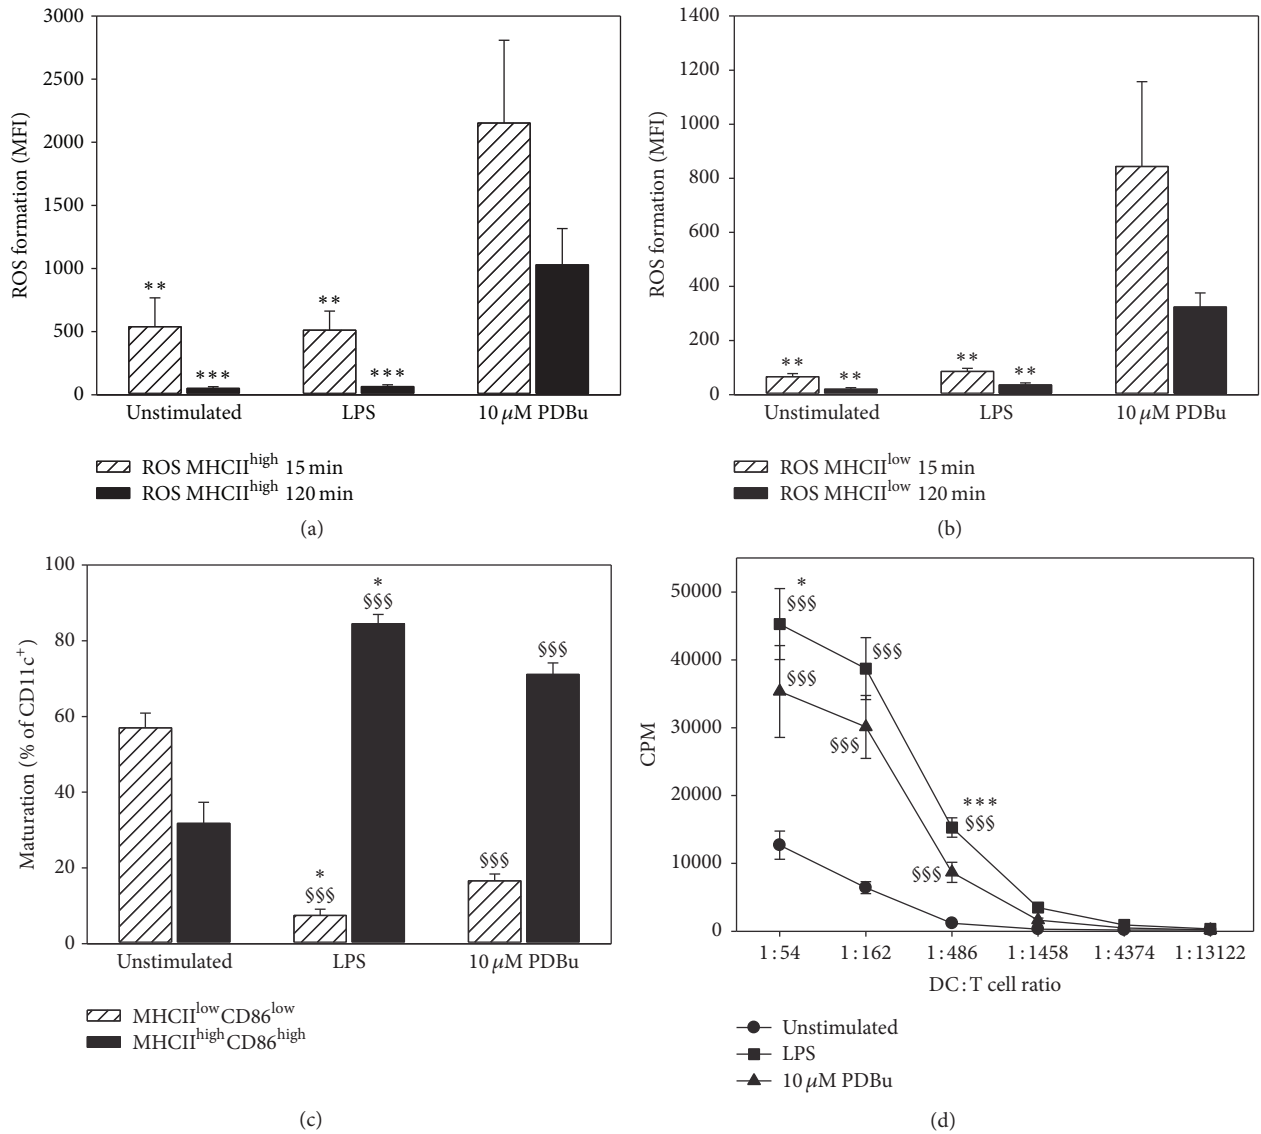 3000
2500
2000
1500
1000
500
0
ROS formation (MFI)
**
***
**
***
Unstimulated LPS 10 μM PDBu
ROS MHCII^high 15 min
ROS MHCII^high 120 min
(a)
1400
1200
1000
800
600
400
200
0
ROS formation (MFI)
**
**
**
**
Unstimulated LPS 10 μM PDBu
ROS MHCII^low 15 min
ROS MHCII^low 120 min
(b)
100
80
60
40
20
0
Maturation (% of CD11c^+)
*
§§§
*
§§§
§§§
§§§
Unstimulated LPS 10 μM PDBu
MHCII^low CD86^low
MHCII^high CD86^high
(c)
50000
40000
30000
20000
10000
0
CPM
*
§§§
§§§
§§§
§§§
***
§§§
§§§
1:54 1:162 1:486 1:1458 1:4374 1:13122
DC:T cell ratio
Unstimulated
LPS
10 μM PDBu
(d)